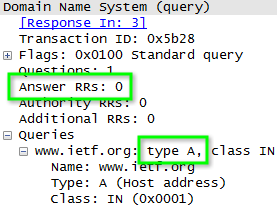 Domain Name System (query)
[Response In: 3]
Transaction ID: 0x5b28
Flags: 0x0100 Standard query
Questions: 1
Answer RRs: 0
Authority RRs: 0
Additional RRs: 0
Queries
www.ietf.org: type A, class IN
Name: www.ietf.org
Type: A (Host address)
Class: IN (0x0001)